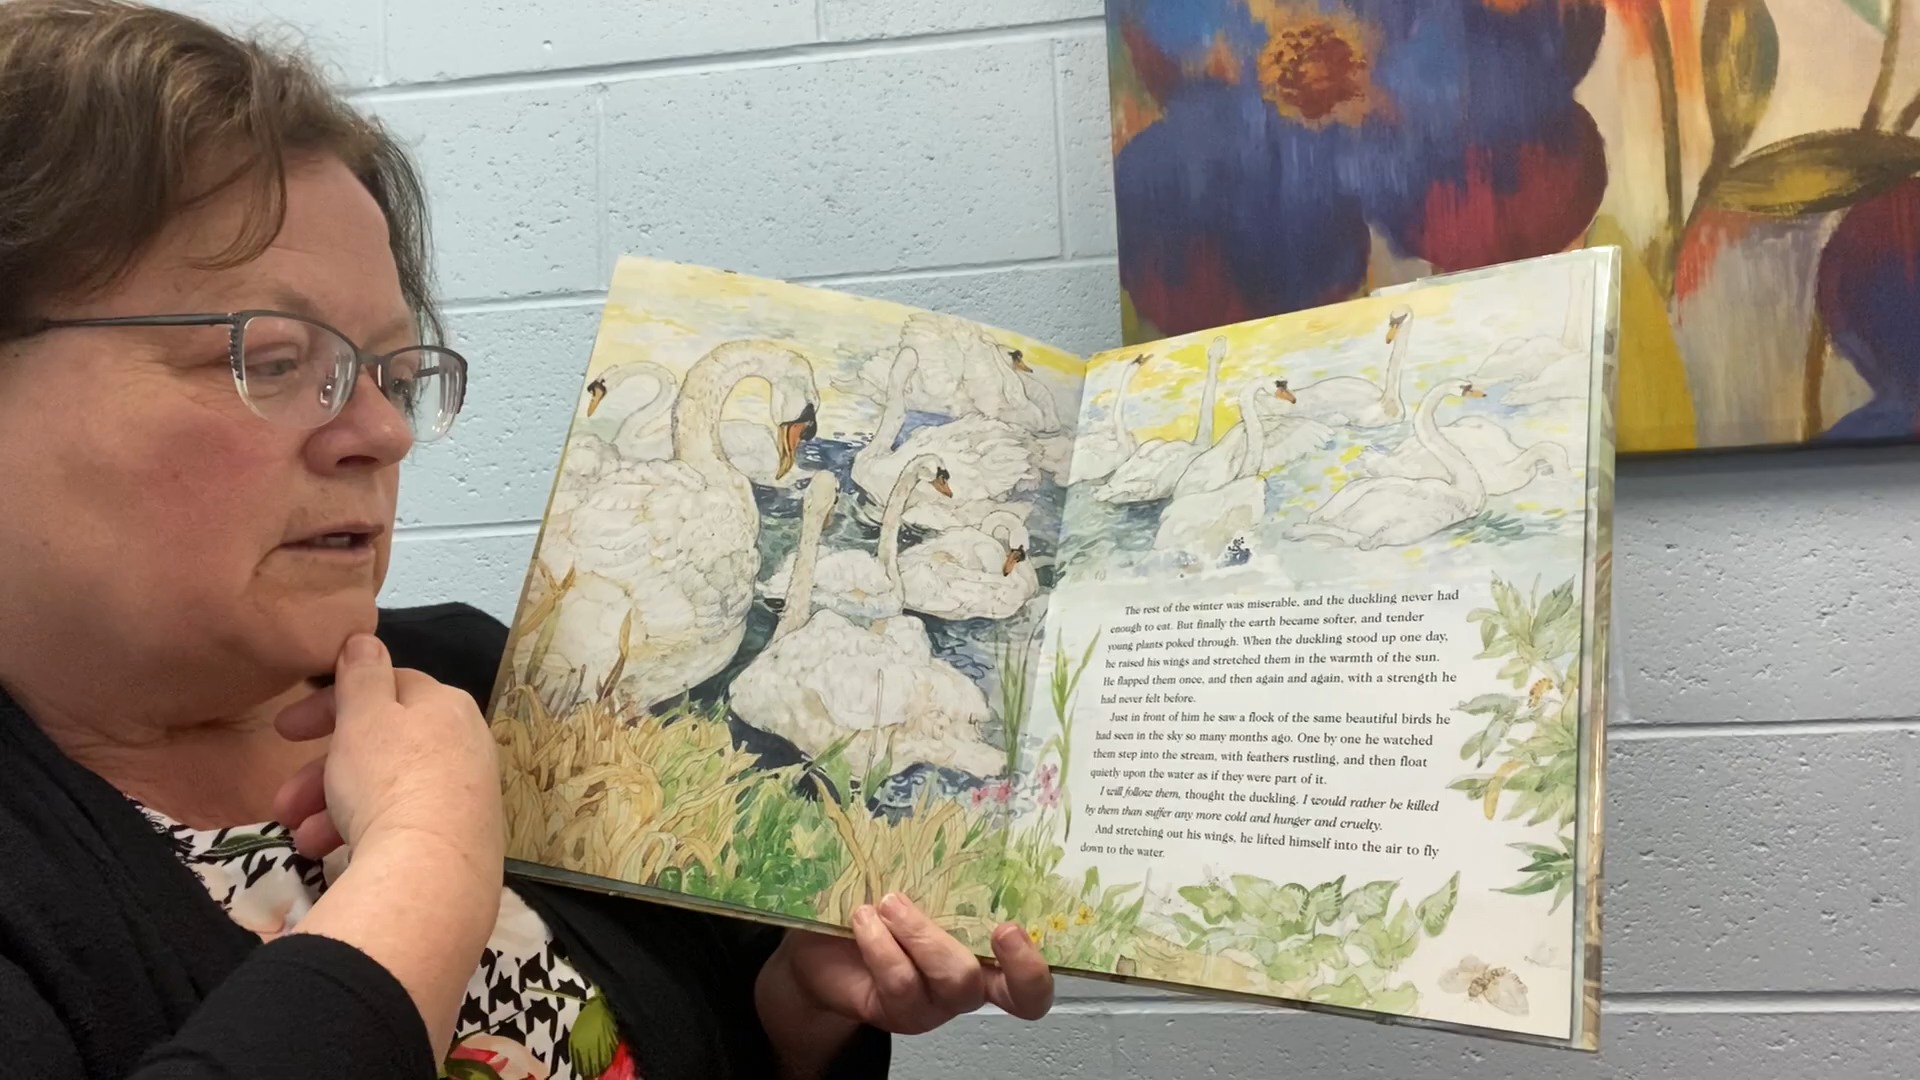 The rest of the winter was miserable, and the duckling never had
enough to eat. But finally the earth became softer, and tender
young plants poked through. When the duckling stood up one day,
he raised his wings and stretched them in the warmth of the sun.
He flapped them once, and then again and again, with a strength he
had never felt before.
Just in front of him he saw a flock of the same beautiful birds he
had seen in the sky so many months ago. One by one he watched
them step into the stream, with feathers rustling, and then float
quietly upon the water as if they were part of it.
I will follow them, thought the duckling. I would rather be killed
by them than suffer any more cold and hunger and cruelty.
And stretching out his wings, he lifted himself into the air to fly
down to the water.